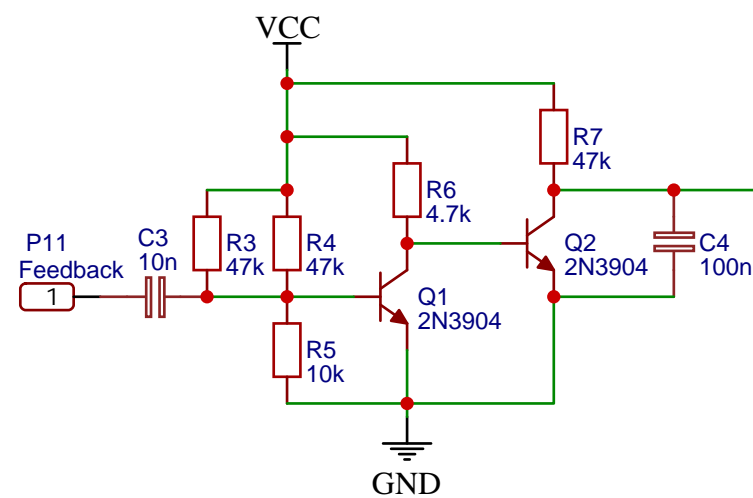 VCC
R7
47k
R6
4.7k
P11
Feedback
1
C3
10n
R3
47k
R4
47k
Q2
2N3904
C4
100n
Q1
2N3904
R5
10k
GND